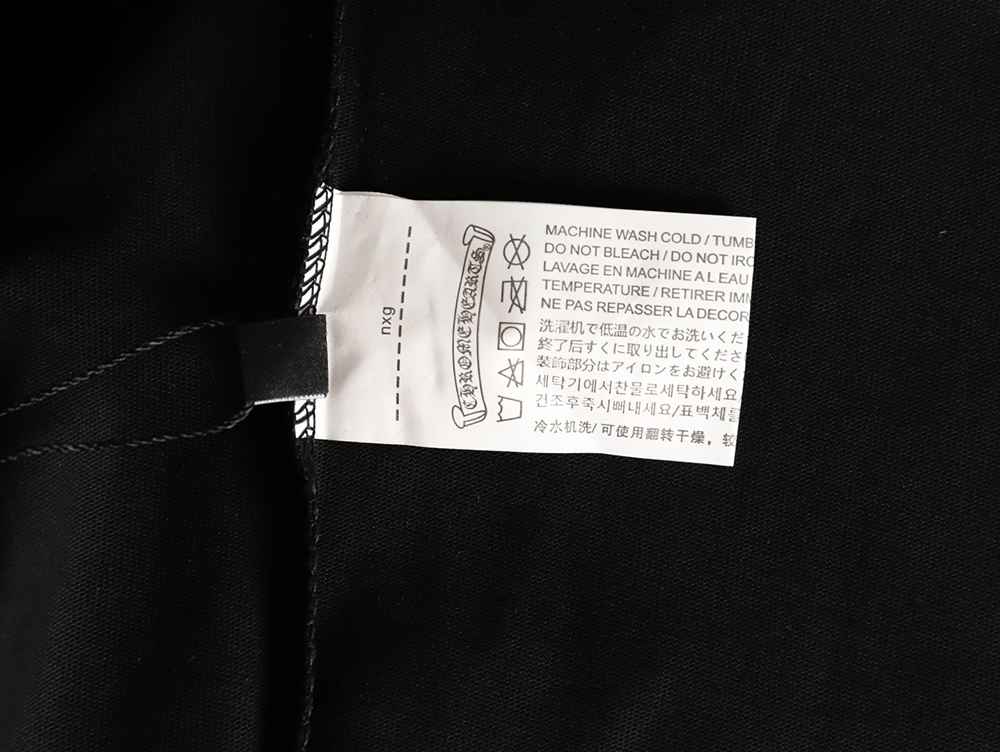 nxg
CHROME HEARTS®
MACHINE WASH COLD / TUMB
DO NOT BLEACH / DO NOT IRO
LAVAGE EN MACHINE A L EAU
TEMPERATURE / RETIRER IMM
NE PAS REPASSER LA DECOR
洗濯机で低温の水でお洗いくだ
終了后すぐに取り出してくださ
装飾部分はアイロンをお避けく
세탁기에서찬물로세탁하세요
건조후즉시빼내세요/표백제를
冷水机洗/ 可使用翻转干燥，较